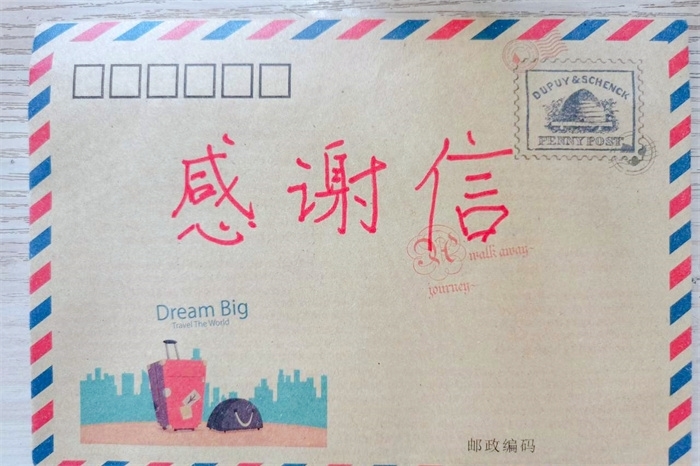 DUPUY & SCHENCK
PENNY POST
感谢信
walk away~
journey~
Dream Big
Travel The World
邮政编码